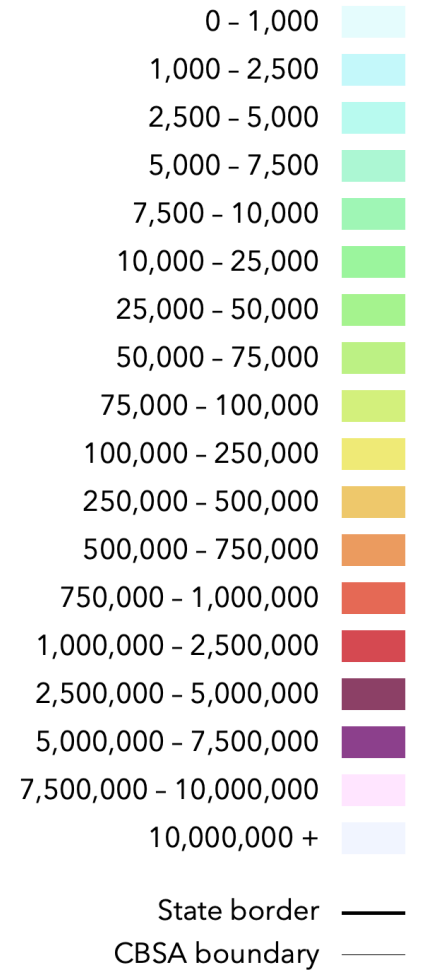 0 – 1,000
1,000 – 2,500
2,500 – 5,000
5,000 – 7,500
7,500 – 10,000
10,000 – 25,000
25,000 – 50,000
50,000 – 75,000
75,000 – 100,000
100,000 – 250,000
250,000 – 500,000
500,000 – 750,000
750,000 – 1,000,000
1,000,000 – 2,500,000
2,500,000 – 5,000,000
5,000,000 – 7,500,000
7,500,000 – 10,000,000
10,000,000 +
State border
CBSA boundary